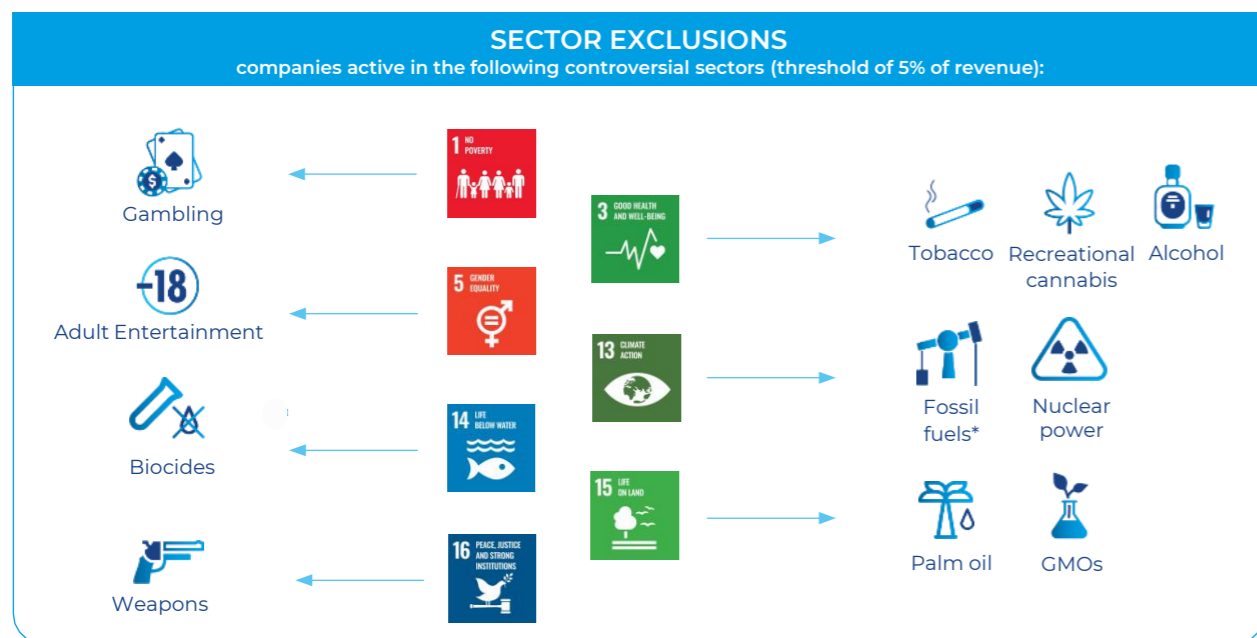 SECTOR EXCLUSIONS
companies active in the following controversial sectors (threshold of 5% of revenue):
Gambling
1 NO
POVERTY
3 GOOD HEALTH
AND WELL-BEING
Tobacco
Recreational
cannabis
Alcohol
-18
Adult Entertainment
5 GENDER
EQUALITY
13 CLIMATE
ACTION
Fossil
fuels*
Nuclear
power
Biocides
14 LIFE
BELOW WATER
15 LIFE
ON LAND
Palm oil
GMOs
Weapons
16 PEACE, JUSTICE
AND STRONG
INSTITUTIONS